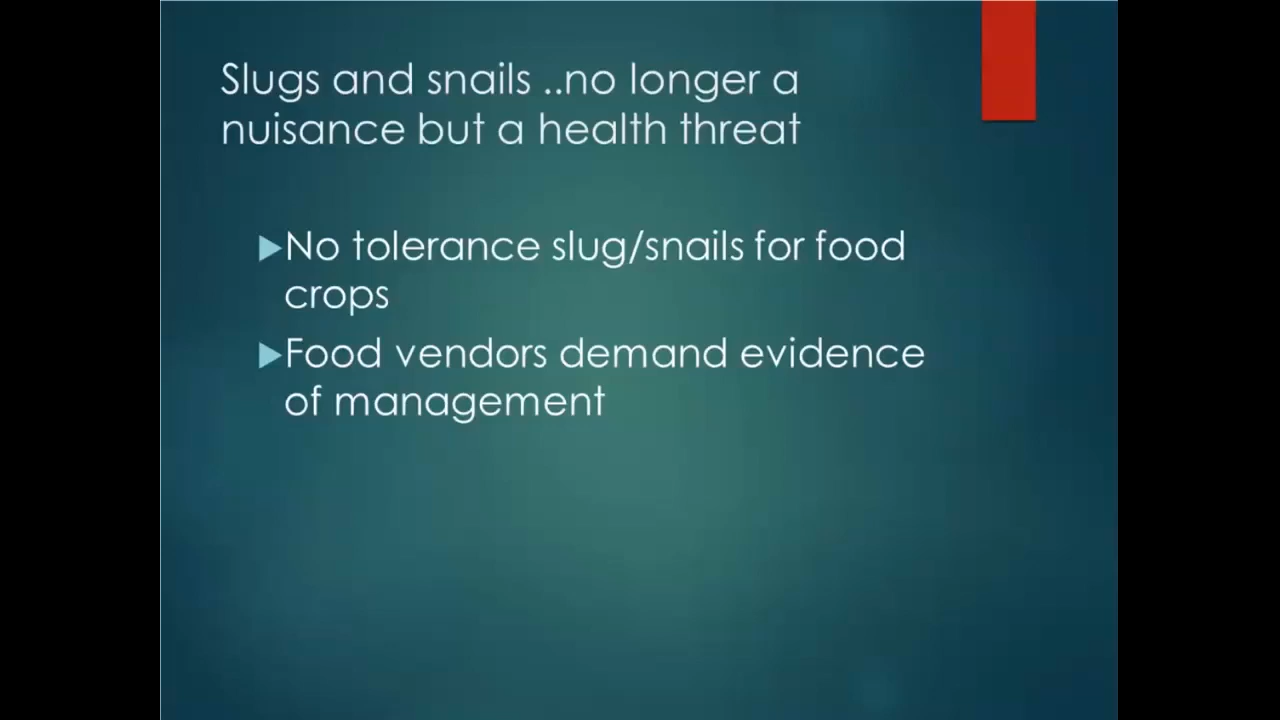 Slugs and snails ..no longer a
nuisance but a health threat
No tolerance slug/snails for food
crops
Food vendors demand evidence
of management